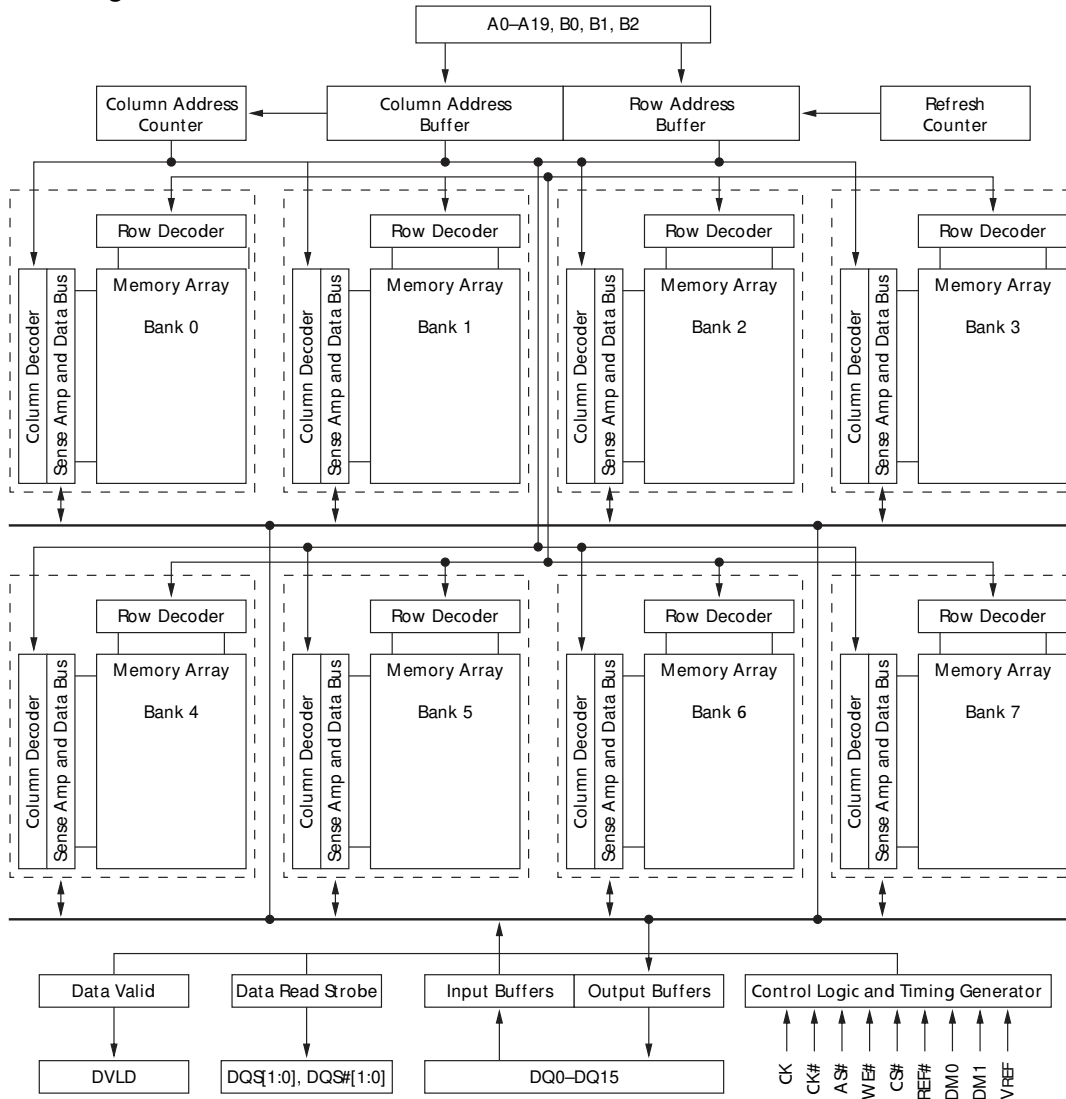 A0–A19, B0, B1, B2
Column Address
Counter
Column Address
Buffer
Row Address
Buffer
Refresh
Counter
Row Decoder
Row Decoder
Row Decoder
Row Decoder
Column Decoder
Sense Amp and Data Bus
Memory Array
Bank 0
Column Decoder
Sense Amp and Data Bus
Memory Array
Bank 1
Column Decoder
Sense Amp and Data Bus
Memory Array
Bank 2
Column Decoder
Sense Amp and Data Bus
Memory Array
Bank 3
Row Decoder
Row Decoder
Row Decoder
Row Decoder
Column Decoder
Sense Amp and Data Bus
Memory Array
Bank 4
Column Decoder
Sense Amp and Data Bus
Memory Array
Bank 5
Column Decoder
Sense Amp and Data Bus
Memory Array
Bank 6
Column Decoder
Sense Amp and Data Bus
Memory Array
Bank 7
Data Valid
Data Read Strobe
Input Buffers
Output Buffers
Control Logic and Timing Generator
DVLD
DQS[1:0], DQS#[1:0]
DQ0–DQ15
CK
CK#
AS#
WE#
CS#
REF#
DM0
DM1
VREF